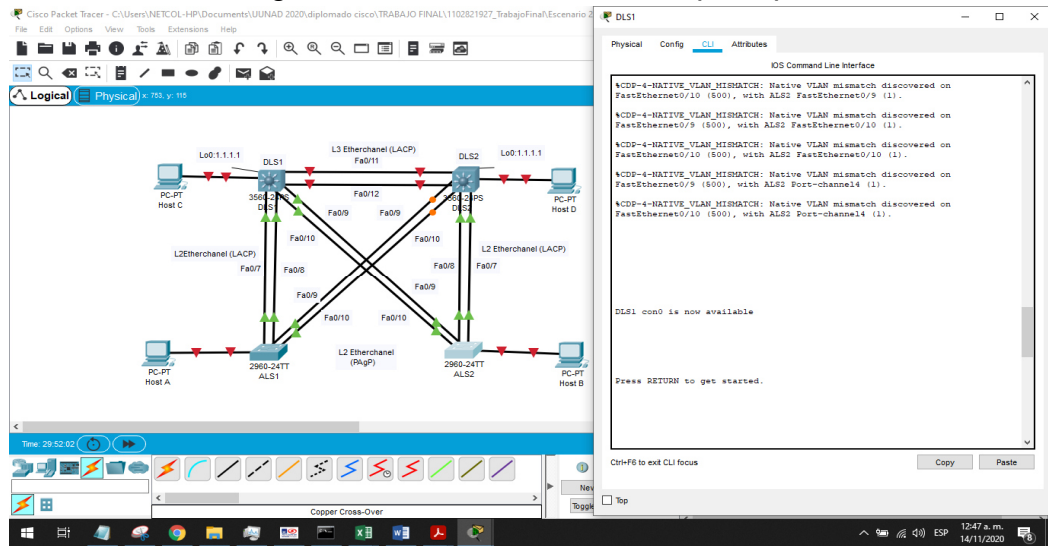 Cisco Packet Tracer - C:\Users\NETCOL-HP\Documents\UUNAD 2020\diplomado cisco\TRABAJO FINAL\1102821927_TrabajoFinal\Escenario 2
File Edit Options View Tools Extensions Help
Logical Physical x: 753, y: 115
L3 Etherchanel (LACP)
Lo0:1.1.1.1 DLS1 Fa0/11 DLS2 Lo0:1.1.1.1
PC-PT
Host C
3560-24PS
DLS1
Fa0/12
3560-24PS
DLS2
PC-PT
Host D
Fa0/9 Fa0/9
Fa0/10 Fa0/10
L2Etherchanel (LACP) L2 Etherchanel (LACP)
Fa0/7 Fa0/8 Fa0/8 Fa0/7
Fa0/9 Fa0/9
Fa0/10 Fa0/10
L2 Etherchanel
(PAgP)
PC-PT
Host A
2960-24TT
ALS1
2960-24TT
ALS2
PC-PT
Host B
Time: 29:52:02
New
Toggle
Copper Cross-Over
DLS1
Physical Config CLI Attributes
IOS Command Line Interface
%CDP-4-NATIVE_VLAN_MISMATCH: Native VLAN mismatch discovered on
FastEthernet0/10 (500), with ALS2 FastEthernet0/9 (1).
%CDP-4-NATIVE_VLAN_MISMATCH: Native VLAN mismatch discovered on
FastEthernet0/9 (500), with ALS2 FastEthernet0/10 (1).
%CDP-4-NATIVE_VLAN_MISMATCH: Native VLAN mismatch discovered on
FastEthernet0/10 (500), with ALS2 FastEthernet0/10 (1).
%CDP-4-NATIVE_VLAN_MISMATCH: Native VLAN mismatch discovered on
FastEthernet0/9 (500), with ALS2 Port-channel4 (1).
%CDP-4-NATIVE_VLAN_MISMATCH: Native VLAN mismatch discovered on
FastEthernet0/10 (500), with ALS2 Port-channel4 (1).
DLS1 con0 is now available
Press RETURN to get started.
Ctrl+F6 to exit CLI focus Copy Paste
Top
ESP
12:47 a. m.
14/11/2020